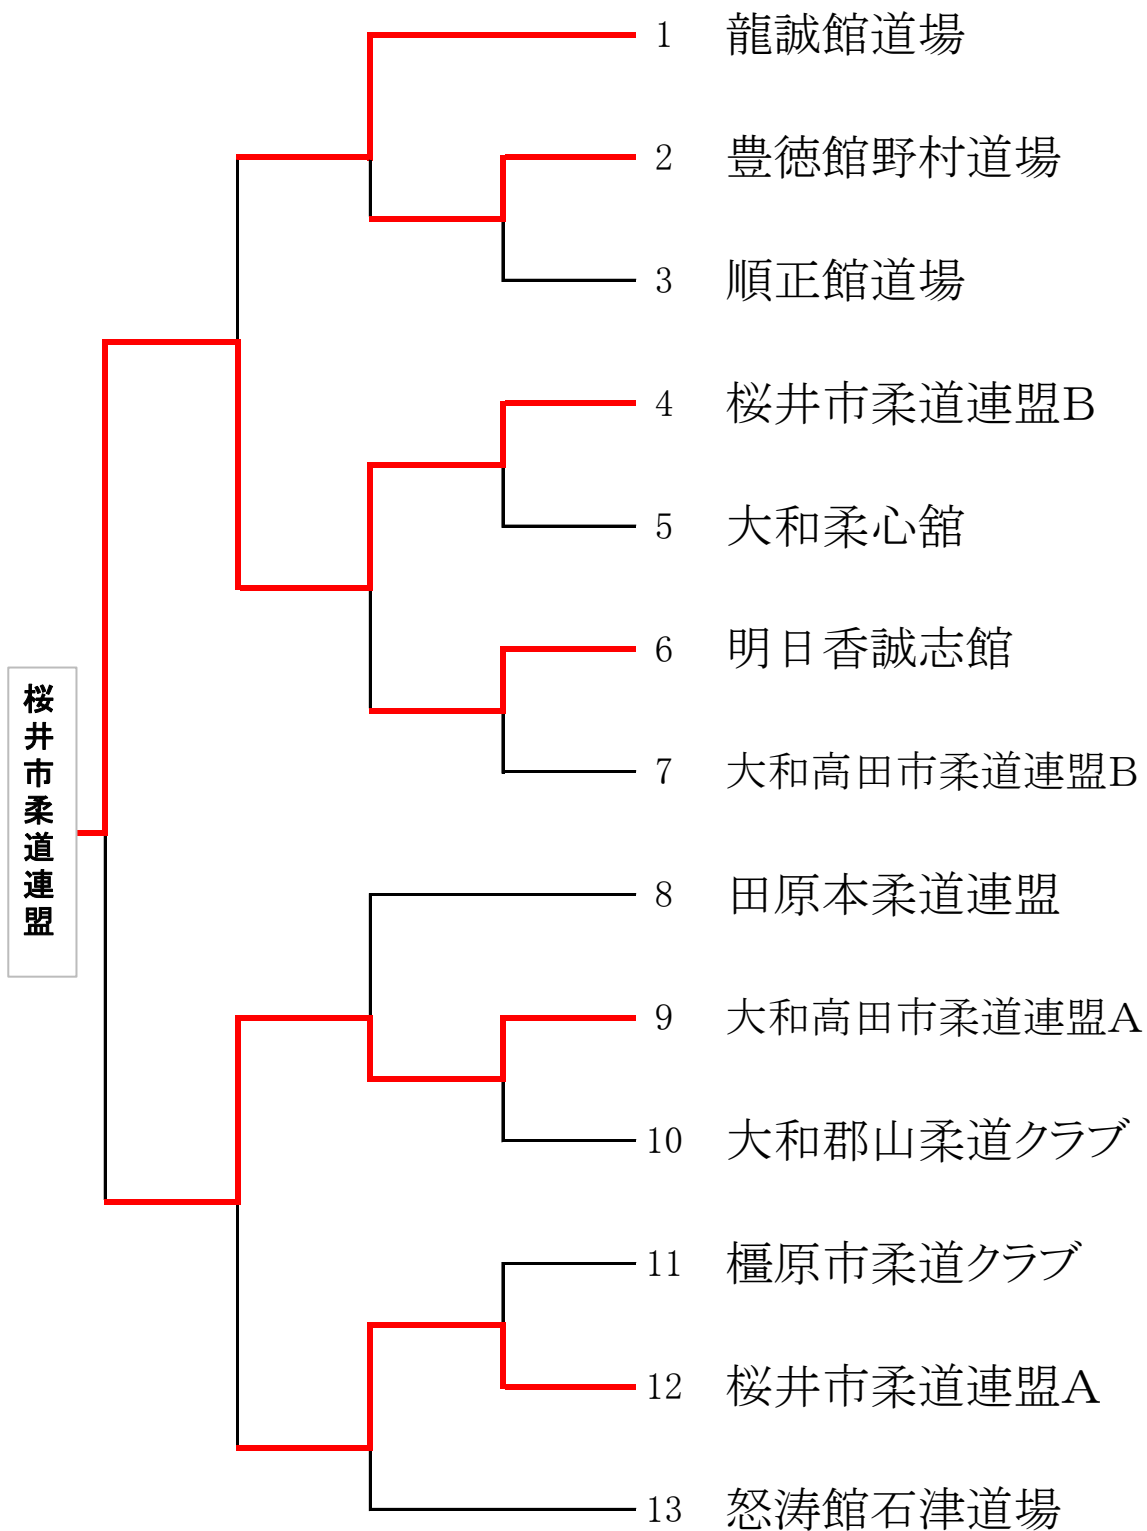 1 龍誠館道場
2 豊徳館野村道場
3 順正館道場
4 桜井市柔道連盟B
5 大和柔心舘
6 明日香誠志館
7 大和高田市柔道連盟B
桜井市柔道連盟
8 田原本柔道連盟
9 大和高田市柔道連盟A
10 大和郡山柔道クラブ
11 橿原市柔道クラブ
12 桜井市柔道連盟A
13 怒涛館石津道場